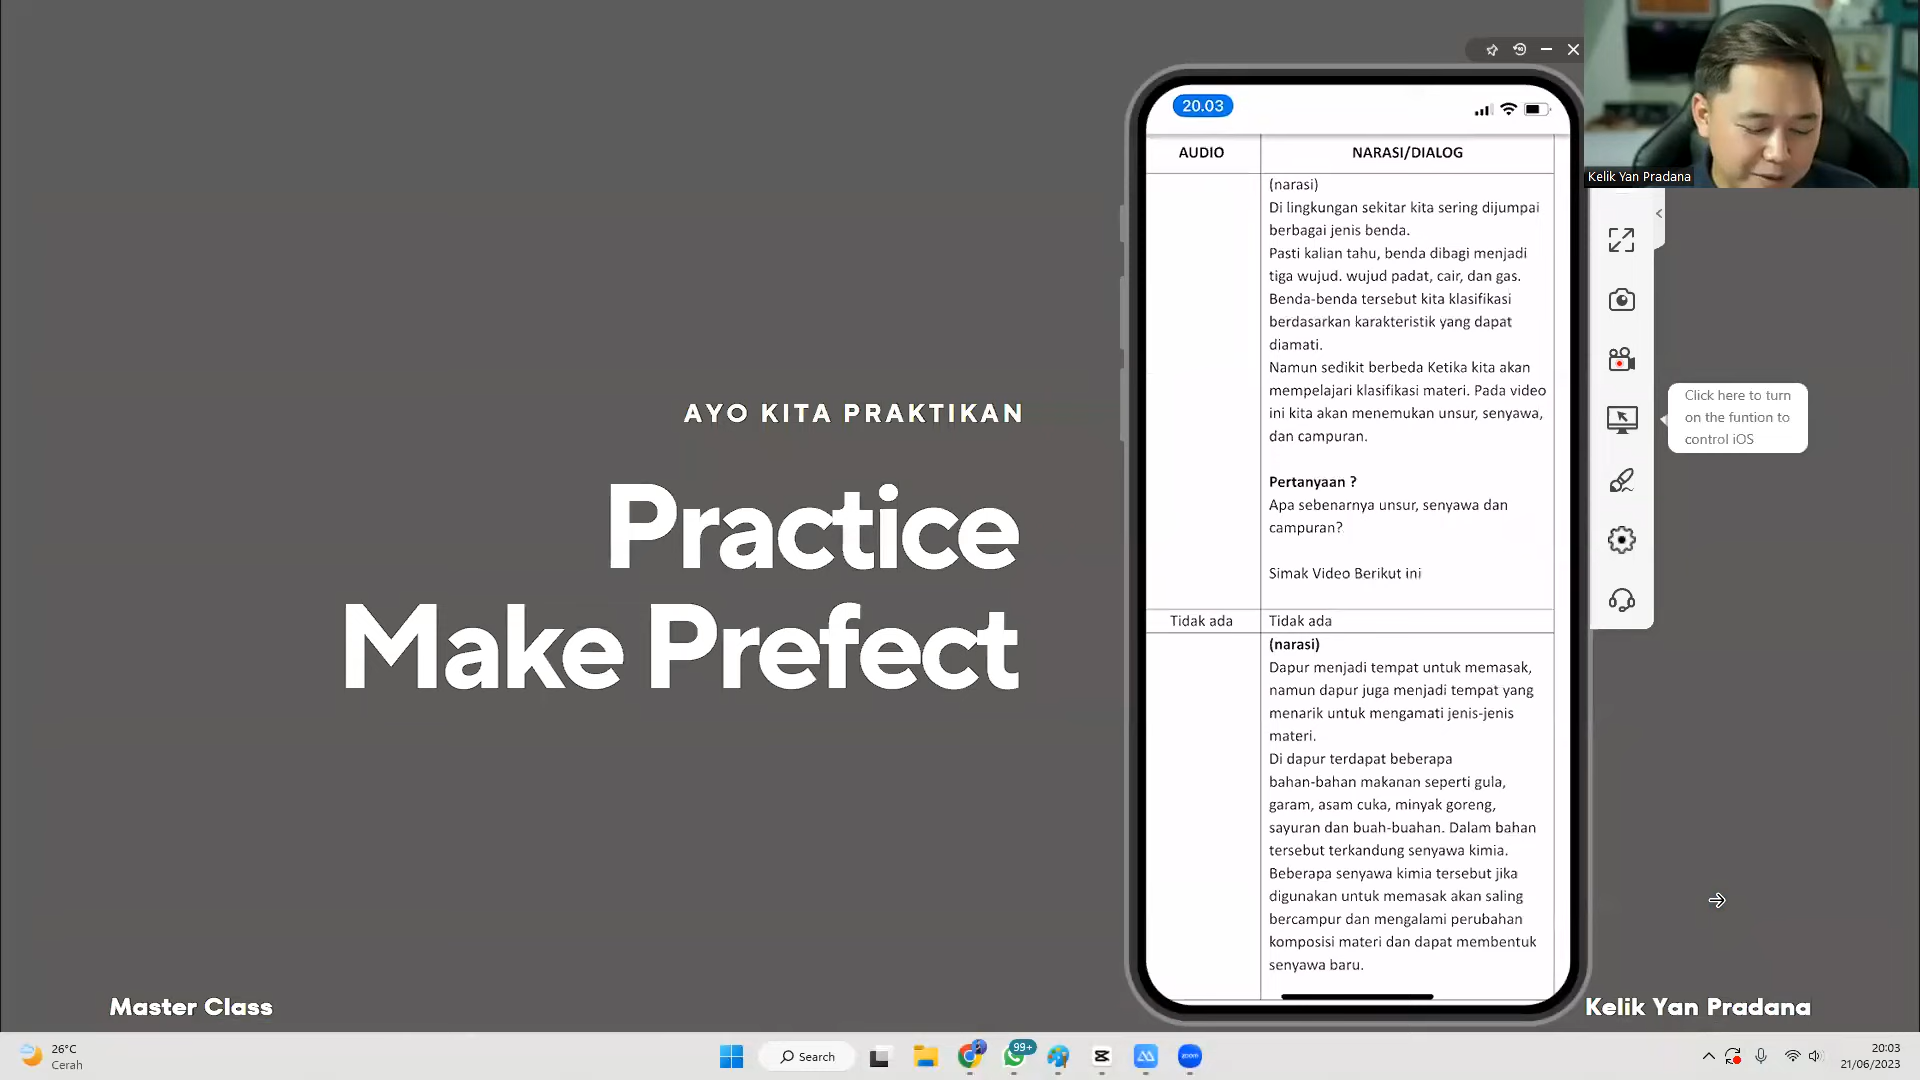 AYO KITA PRAKTIKAN
Practice
Make Prefect
Master Class
Kelik Yan Pradana
20.03
AUDIO
NARASI/DIALOG
(narasi)
Di lingkungan sekitar kita sering dijumpai
berbagai jenis benda.
Pasti kalian tahu, benda dibagi menjadi
tiga wujud. wujud padat, cair, dan gas.
Benda-benda tersebut kita klasifikasi
berdasarkan karakteristik yang dapat
diamati.
Namun sedikit berbeda Ketika kita akan
mempelajari klasifikasi materi. Pada video
ini kita akan menemukan unsur, senyawa,
dan campuran.
Pertanyaan ?
Apa sebenarnya unsur, senyawa dan
campuran?
Simak Video Berikut ini
Tidak ada
Tidak ada
(narasi)
Dapur menjadi tempat untuk memasak,
namun dapur juga menjadi tempat yang
menarik untuk mengamati jenis-jenis
materi.
Di dapur terdapat beberapa
bahan-bahan makanan seperti gula,
garam, asam cuka, minyak goreng,
sayuran dan buah-buahan. Dalam bahan
tersebut terkandung senyawa kimia.
Beberapa senyawa kimia tersebut jika
digunakan untuk memasak akan saling
bercampur dan mengalami perubahan
komposisi materi dan dapat membentuk
senyawa baru.
Kelik Yan Pradana
Click here to turn
on the funtion to
control iOS
26°C
Cerah
Search
99+
zoom
20:03
21/06/2023